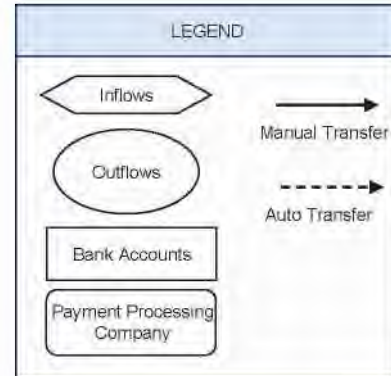 LEGEND
Inflows
Manual Transfer
Outflows
Auto Transfer
Bank Accounts
Payment Processing
Company